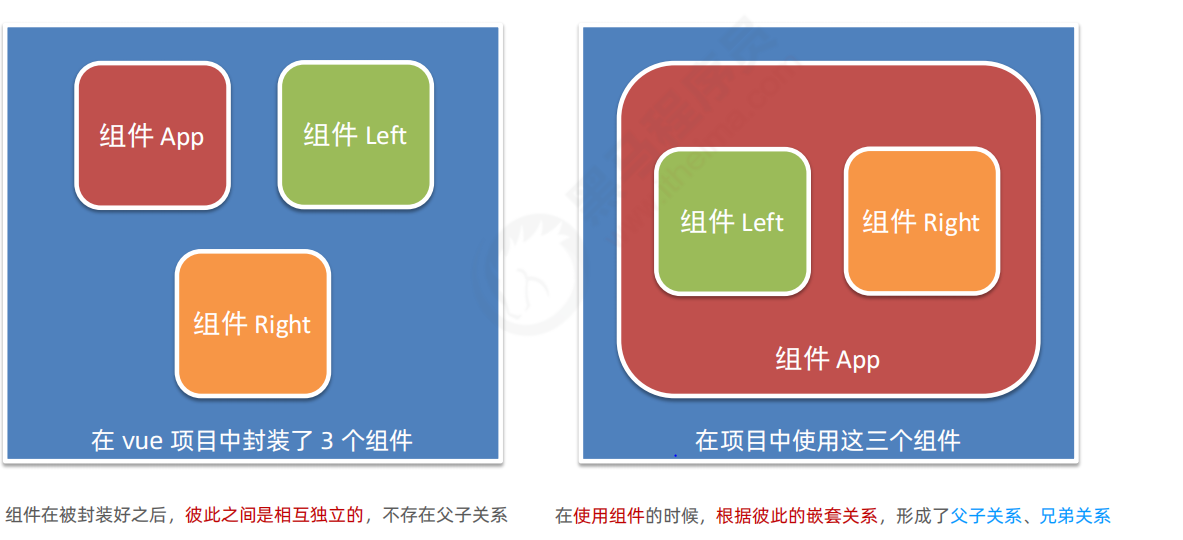 组件 App
组件 Left
组件 Right
在 vue 项目中封装了 3 个组件
组件在被封装好之后，彼此之间是相互独立的，不存在父子关系
组件 Left
组件 Right
组件 App
在项目中使用这三个组件
在使用组件的时候，根据彼此的嵌套关系，形成了父子关系、兄弟关系